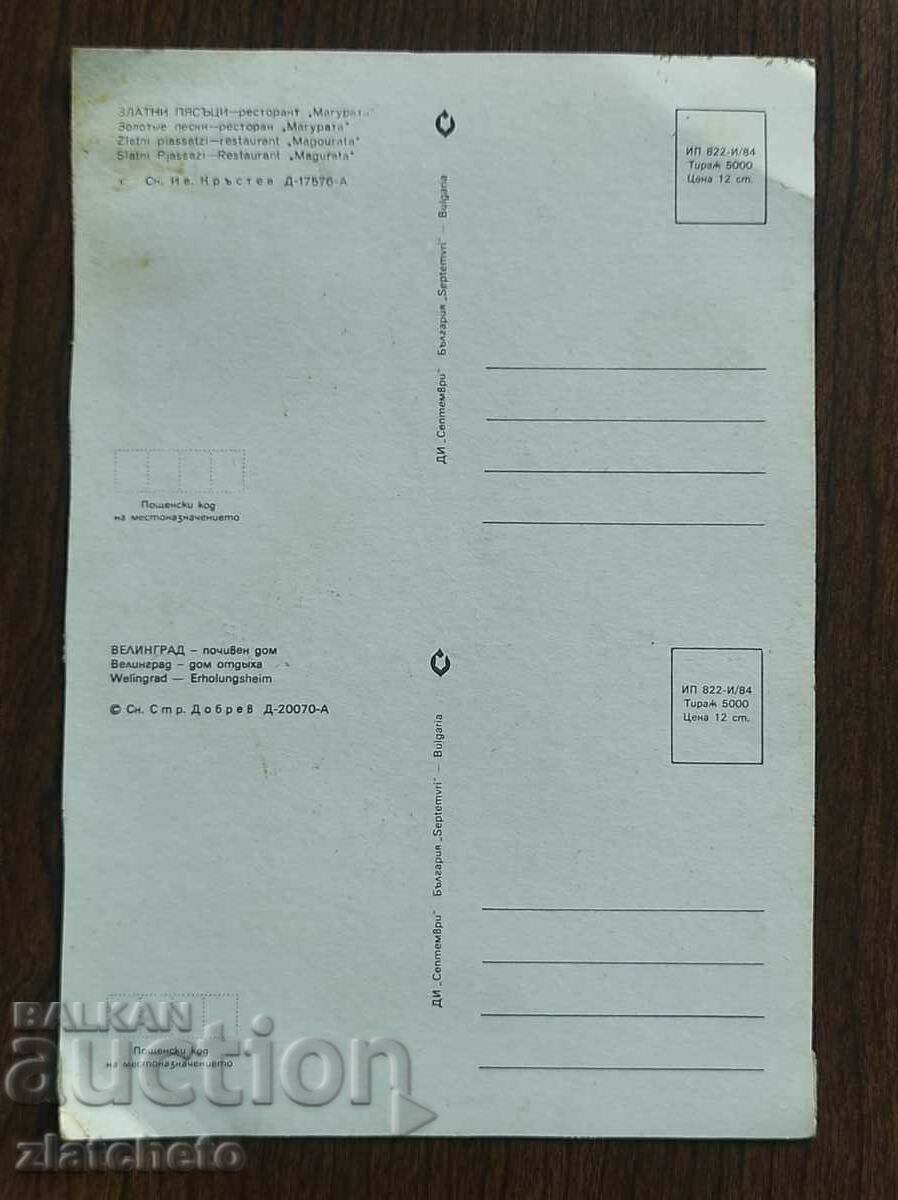 ЗЛАТНИ ПЯСЪЦИ—ресторант „Магурата"
Золотые пески—ресторан „Магурата"
Zlatni piassatzi—restaurant „Magourata"
Slatni Pjassazi—Restaurant „Magurata"
Сн. Ив. Кръстев Д-17576-А
ИП 822-И/84
Тираж 5000
Цена 12 ст.
ДИ „Септември" България „Septemvri" — Bulgaria
Пощенски код
на местоназначението
ВЕЛИНГРАД – почивен дом
Велинград – дом отдыха
Welingrad — Erholungsheim
© Сн. Стр. Добрев Д-20070-А
ИП 822-И/84
Тираж 5000
Цена 12 ст.
ДИ „Септември" България „Septemvri" — Bulgaria
Пощенски код
на местоназначението
BALKAN
auction
zlatcheto